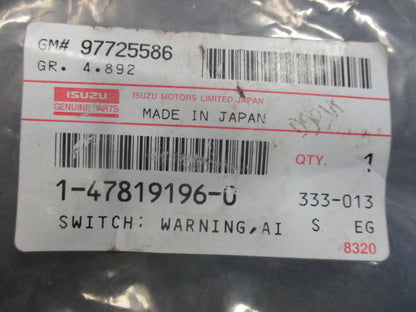 GM# 97725586
GR. 4.892
ISUZU
GENUINE PARTS
ISUZU MOTORS LIMITED JAPAN
MADE IN JAPAN
QTY. 1
1-47819196-0 333-013
SWITCH: WARNING, AI S EG
8320